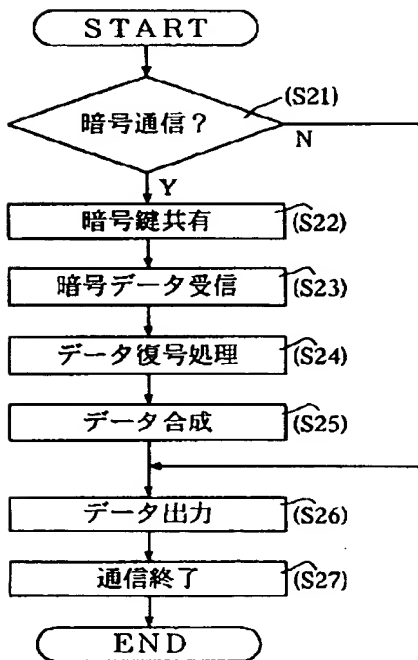 START
暗号通信?
(S21)
N
Y
暗号鍵共有
(S22)
暗号データ受信
(S23)
データ復号処理
(S24)
データ合成
(S25)
データ出力
(S26)
通信終了
(S27)
END